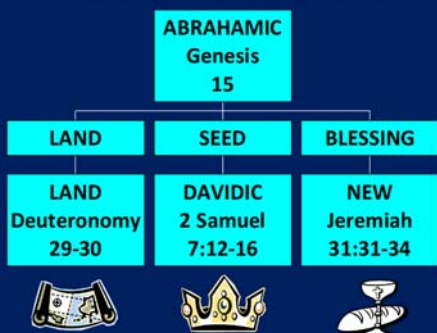 ABRAHAMIC
Genesis
15
LAND
SEED
BLESSING
LAND
Deuteronomy
29-30
DAVIDIC
2 Samuel
7:12-16
NEW
Jeremiah
31:31-34